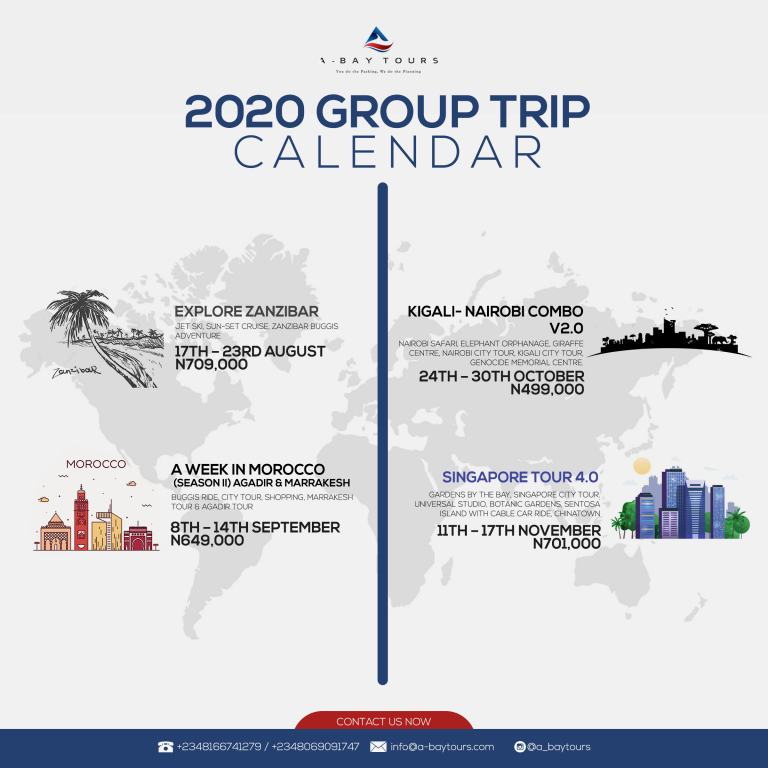 A-BAY TOURS
You do the Packing, We do the Planning
2020 GROUP TRIP
CALENDAR
Zanzibar
EXPLORE ZANZIBAR
JET SKI, SUN-SET CRUISE, ZANZIBAR BUGGIS
ADVENTURE
17TH – 23RD AUGUST
N709,000
MOROCCO
A WEEK IN MOROCCO
(SEASON II) AGADIR & MARRAKESH
BUGGIS RIDE, CITY TOUR, SHOPPING, MARRAKESH
TOUR & AGADIR TOUR
8TH – 14TH SEPTEMBER
N649,000
KIGALI- NAIROBI COMBO
V2.0
NAIROBI SAFARI, ELEPHANT ORPHANAGE, GIRAFFE
CENTRE, NAIROBI CITY TOUR, KIGALI CITY TOUR,
GENOCIDE MEMORIAL CENTRE.
24TH – 30TH OCTOBER
N499,000
SINGAPORE TOUR 4.0
GARDENS BY THE BAY, SINGAPORE CITY TOUR,
UNIVERSAL STUDIO, BOTANIC GARDENS, SENTOSA
ISLAND WITH CABLE CAR RIDE, CHINATOWN
11TH – 17TH NOVEMBER
N701,000
CONTACT US NOW
+2348166741279 / +2348069091747 info@a-baytours.com @a_baytours